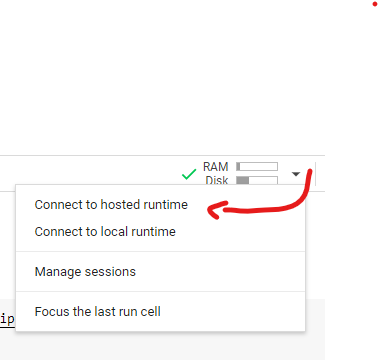 RAM
Disk
Connect to hosted runtime
Connect to local runtime
Manage sessions
Focus the last run cell
ip